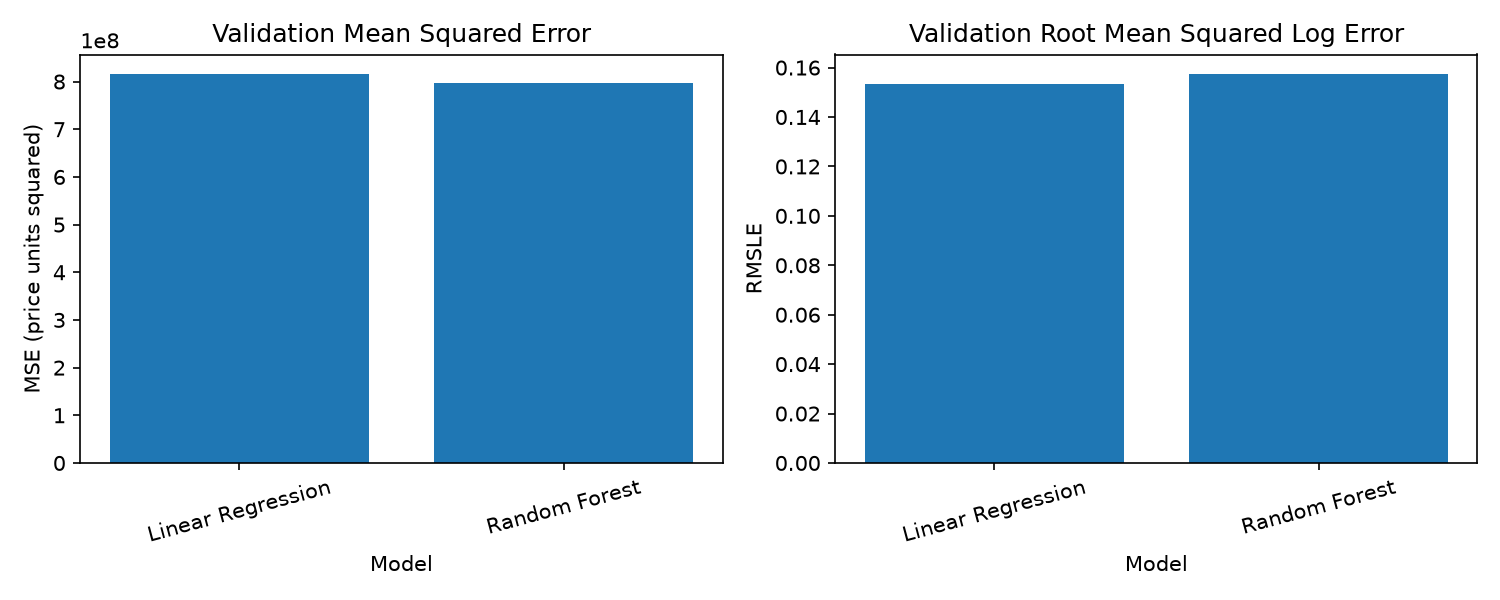 Validation Mean Squared Error
1e8
8
7
6
5
4
3
2
1
0
MSE (price units squared)
Linear Regression
Random Forest
Model
Validation Root Mean Squared Log Error
0.16
0.14
0.12
0.10
0.08
0.06
0.04
0.02
0.00
RMSLE
Linear Regression
Random Forest
Model